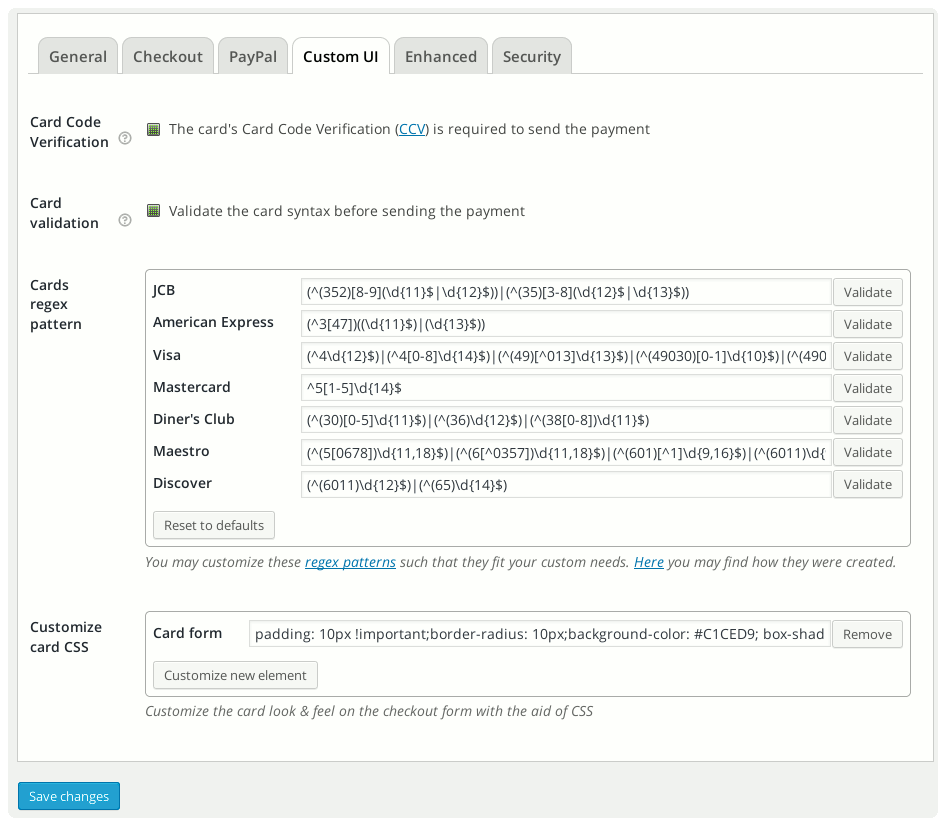 General Checkout PayPal Custom UI Enhanced Security
Card Code
Verification
The card's Card Code Verification (CCV) is required to send the payment
Card
validation
Validate the card syntax before sending the payment
Cards
regex
pattern
JCB (^(352)[8-9](\d{11}$|\d{12}$))|(^(35)[3-8](\d{12}$|\d{13}$)) Validate
American Express (^3[47])((\d{11}$)|(\d{13}$)) Validate
Visa (^4\d{12}$)|(^4[0-8]\d{14}$)|(^(49)[^013]\d{13}$)|(^(49030)[0-1]\d{10}$)|(^(490 Validate
Mastercard ^5[1-5]\d{14}$ Validate
Diner's Club (^(30)[0-5]\d{11}$)|(^(36)\d{12}$)|(^(38[0-8])\d{11}$) Validate
Maestro (^(5[0678])\d{11,18}$)|(^(6[^0357])\d{11,18}$)|(^(601)[^1]\d{9,16}$)|(^(6011)\d{ Validate
Discover (^(6011)\d{12}$)|(^(65)\d{14}$) Validate
Reset to defaults
You may customize these regex patterns such that they fit your custom needs. Here you may find how they were created.
Customize
card CSS
Card form padding: 10px !important;border-radius: 10px;background-color: #C1CED9; box-shad Remove
Customize new element
Customize the card look & feel on the checkout form with the aid of CSS
Save changes